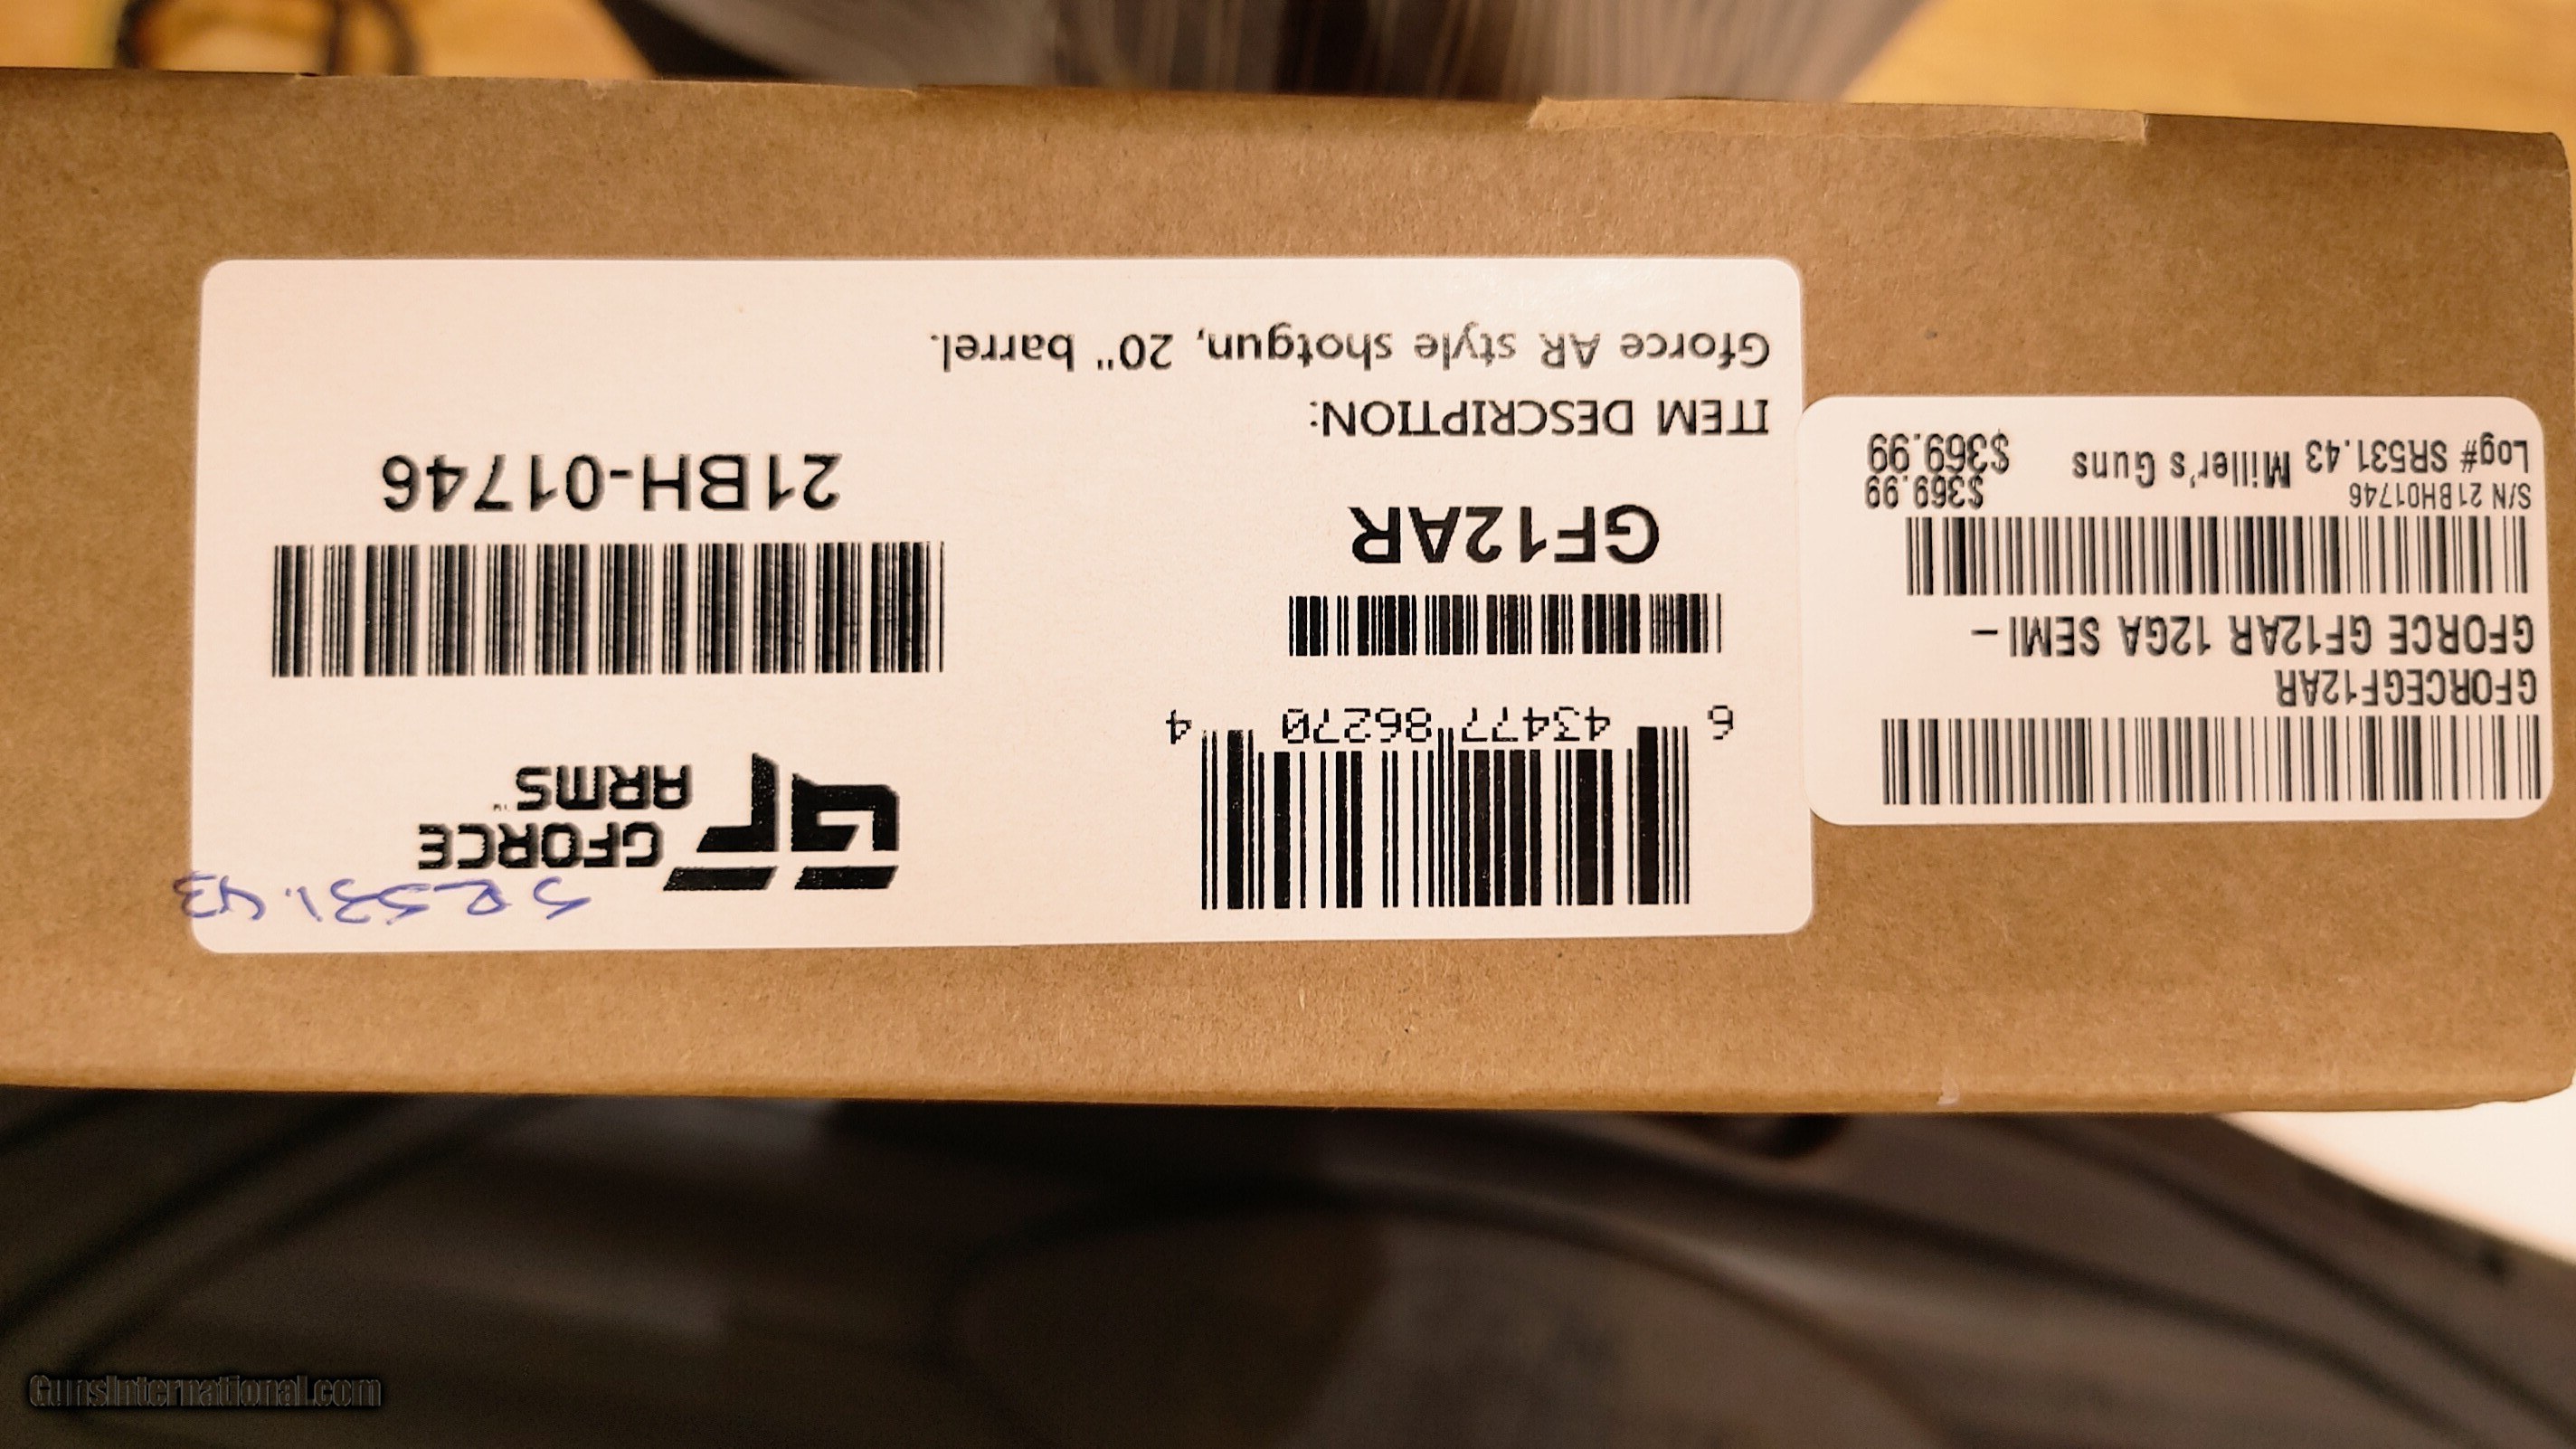 SR531.43
GFORCE
ARMS™
21BH-01746
6 43477 86270 4
GF12AR
ITEM DESCRIPTION:
Gforce AR style shotgun, 20" barrel.
GFORCEGF12AR
GFORCE GF12AR 12GA SEMI-
S/N 21BH01746 $369.99
Log# SR531.43 Miller's Guns $369.99
GunsInternational.com